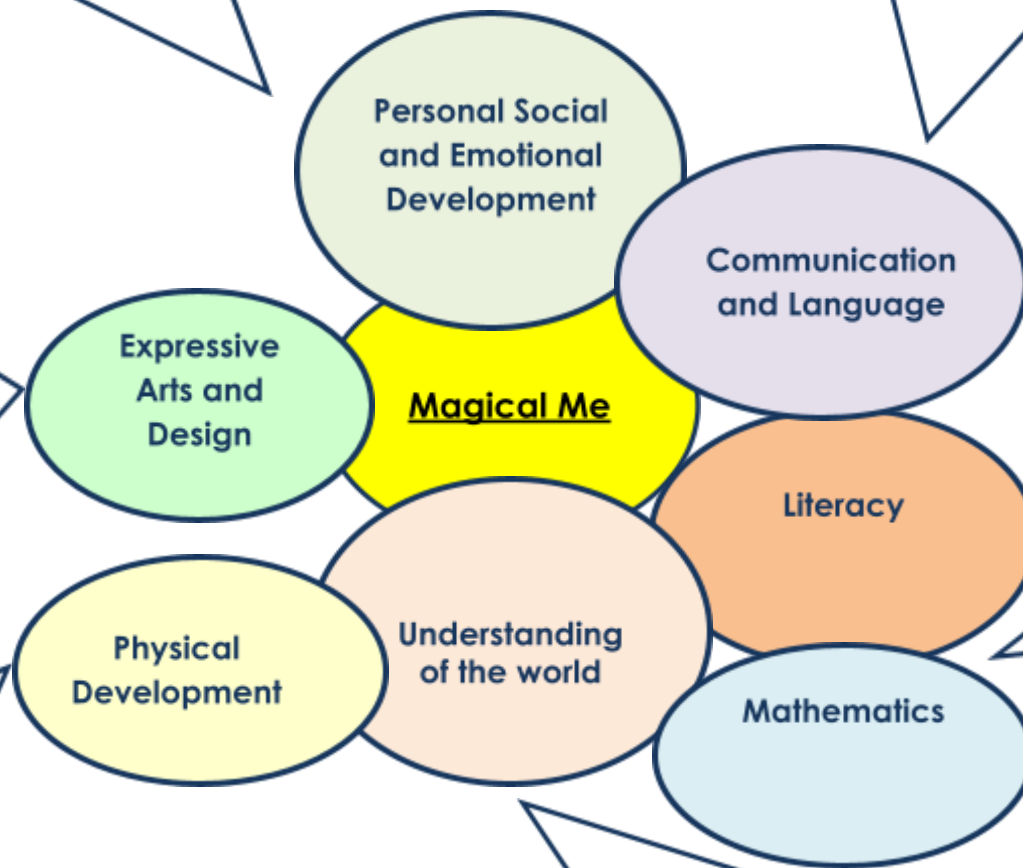 Personal Social
and Emotional
Development
Communication
and Language
Expressive
Arts and
Design
Magical Me
Literacy
Physical
Development
Understanding
of the world
Mathematics